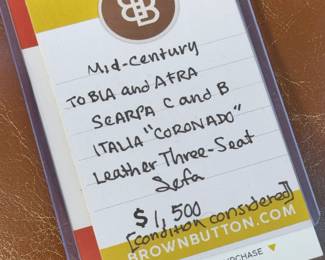 BB
Mid-Century
TOBIA and AFRA
SCARPA C and B
ITALIA "CORONADO"
Leather Three-Seat
Sofa
$1,500
[condition considered]
BROWNBUTTON.COM